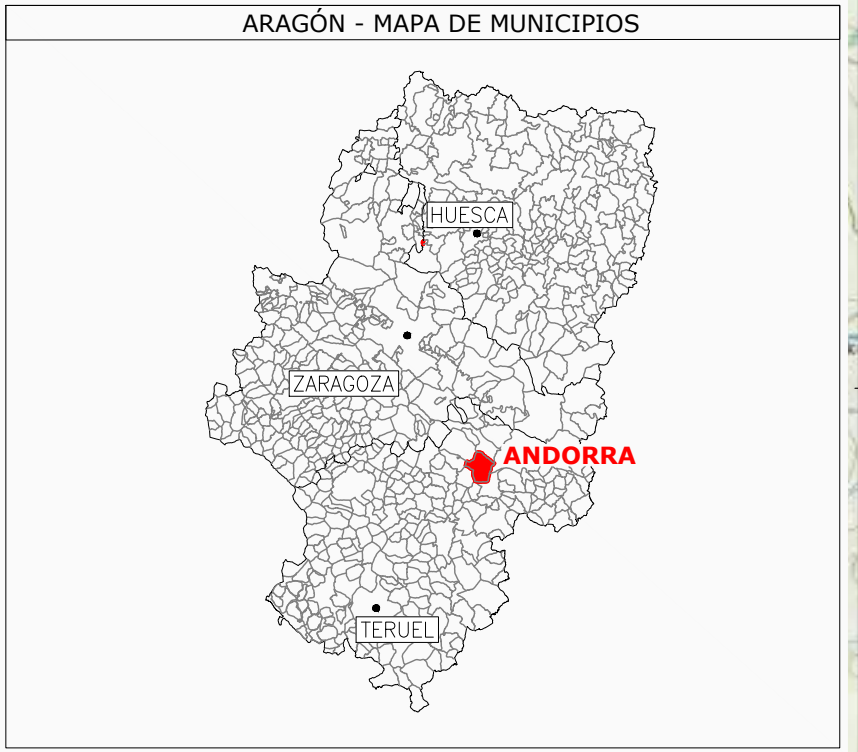 ARAGÓN - MAPA DE MUNICIPIOS
HUESCA
ZARAGOZA
ANDORRA
TERUEL